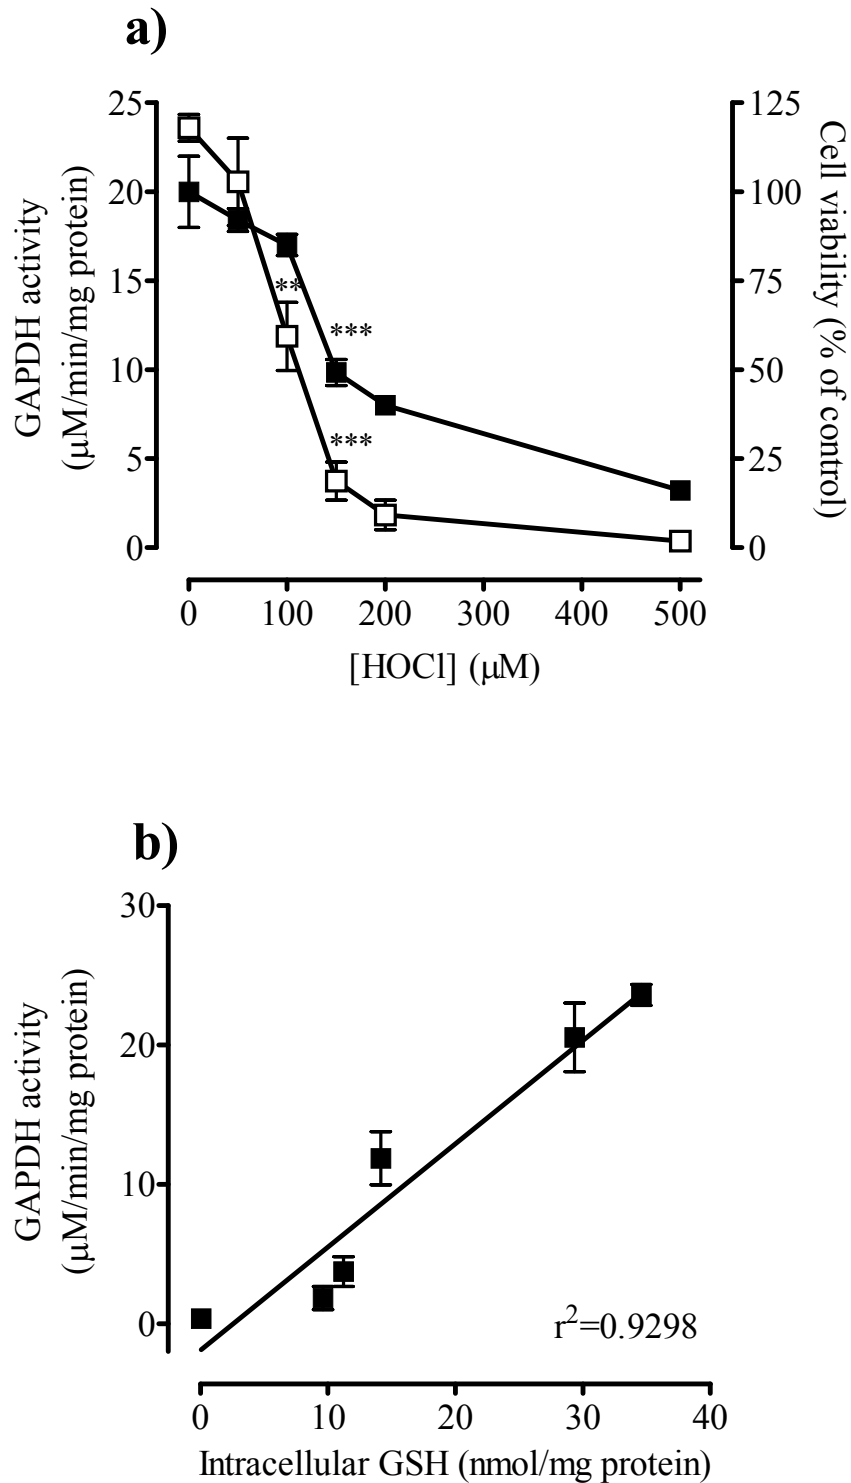 a)
GAPDH activity
(μM/min/mg protein)
25
20
15
10
5
0
125
100
75
50
25
0
Cell viability (% of control)
**
***
***
0 100 200 300 400 500
[HOCl] (μM)
b)
GAPDH activity
(μM/min/mg protein)
30
20
10
0
r²=0.9298
0 10 20 30 40
Intracellular GSH (nmol/mg protein)